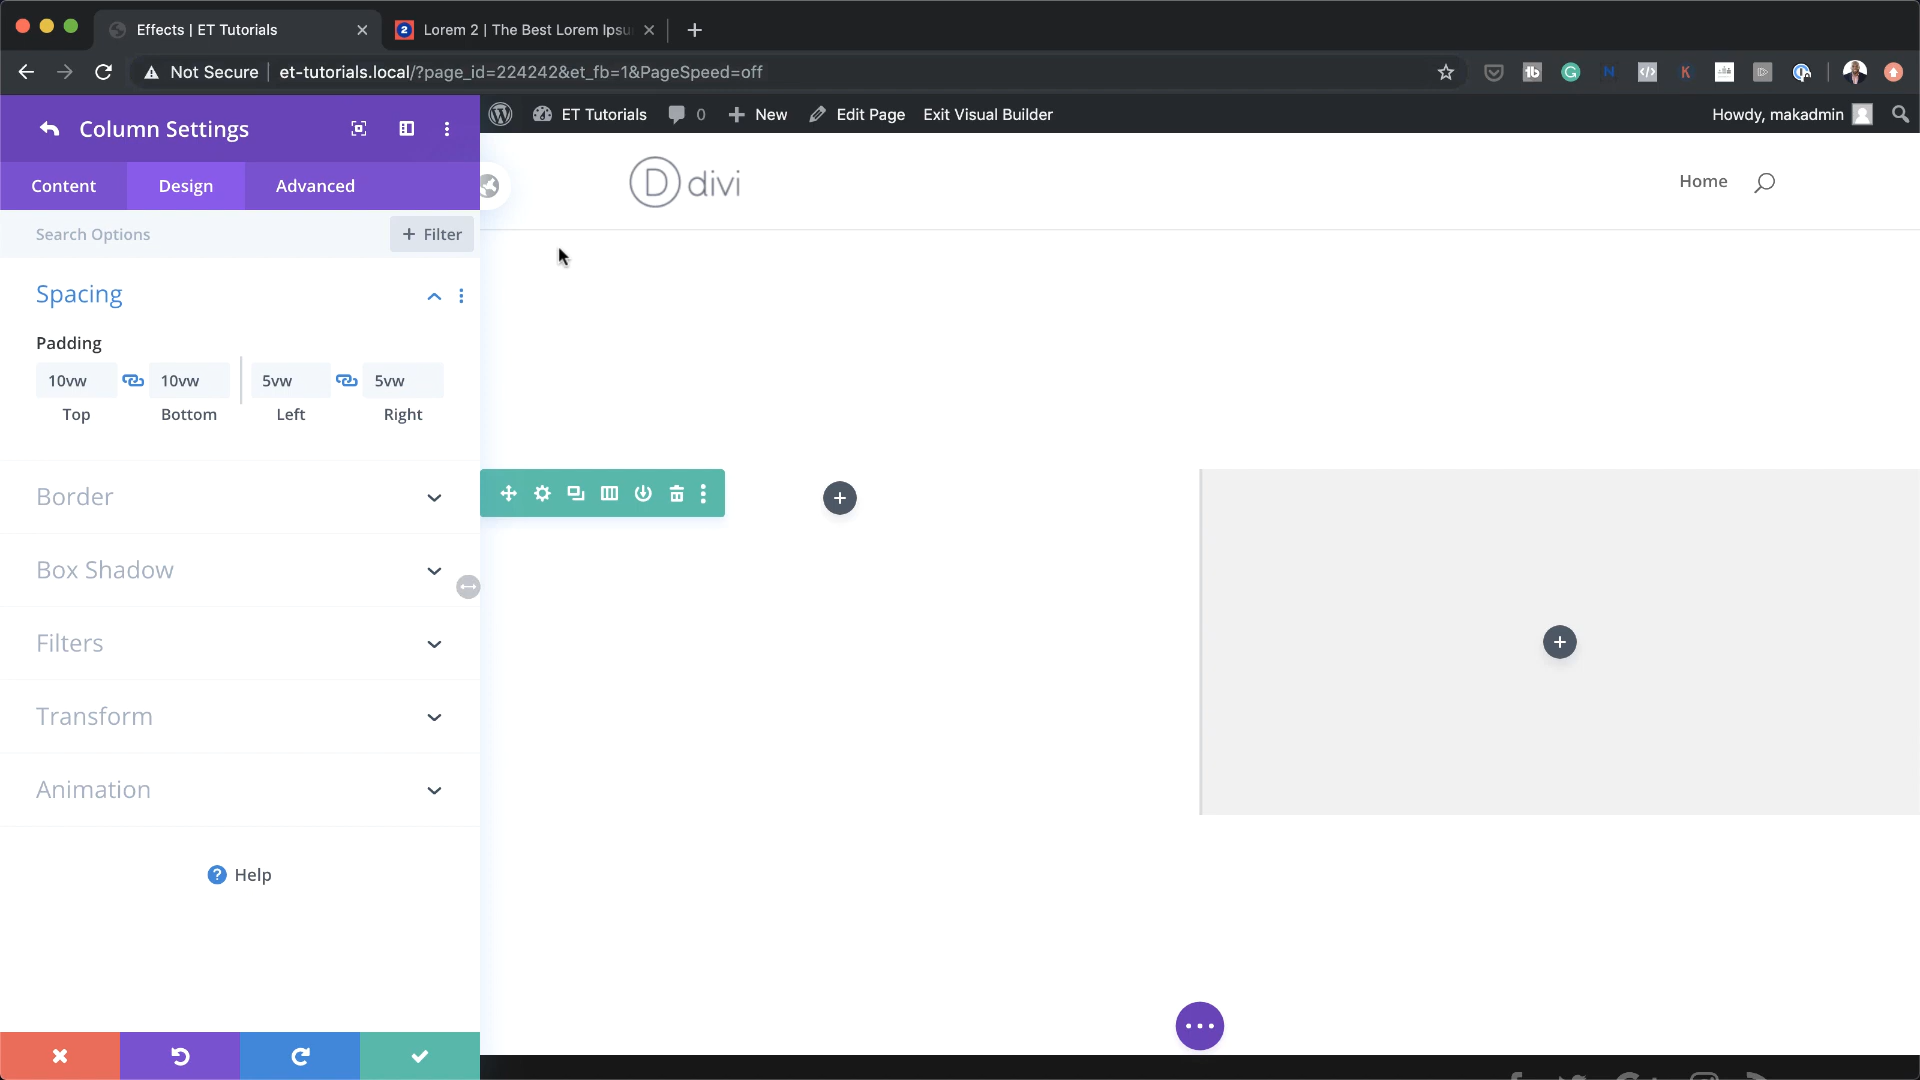 Effects | ET Tutorials
Lorem 2 | The Best Lorem Ipsu
Not Secure | et-tutorials.local/?page_id=224242&et_fb=1&PageSpeed=off
ET Tutorials 0 + New Edit Page Exit Visual Builder Howdy, makadmin
Column Settings
Content Design Advanced
Search Options + Filter
divi
Home
Spacing
Padding
10vw 10vw 5vw 5vw
Top Bottom Left Right
Border
Box Shadow
Filters
Transform
Animation
? Help